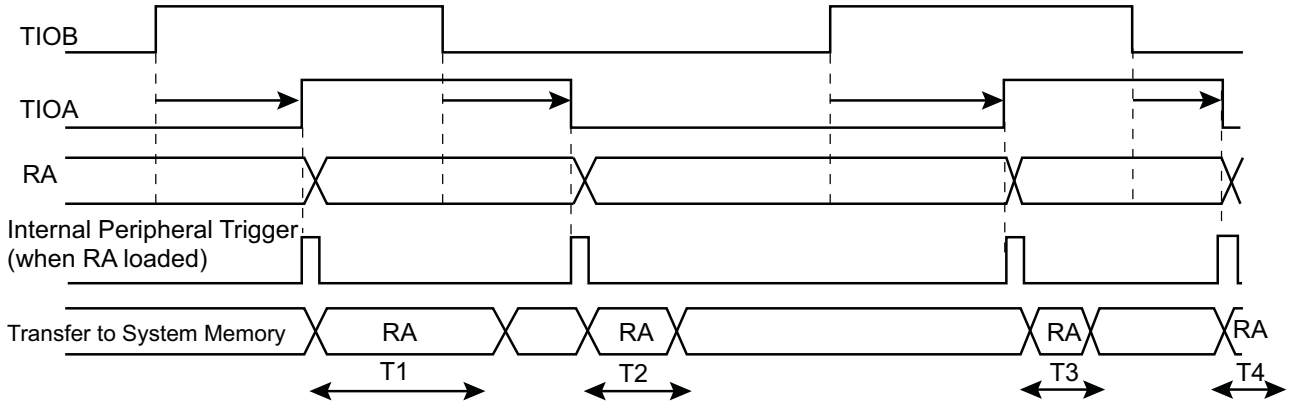 TIOB
TIOA
RA
Internal Peripheral Trigger
(when RA loaded)
Transfer to System Memory RA RA RA RA
T1 T2 T3 T4